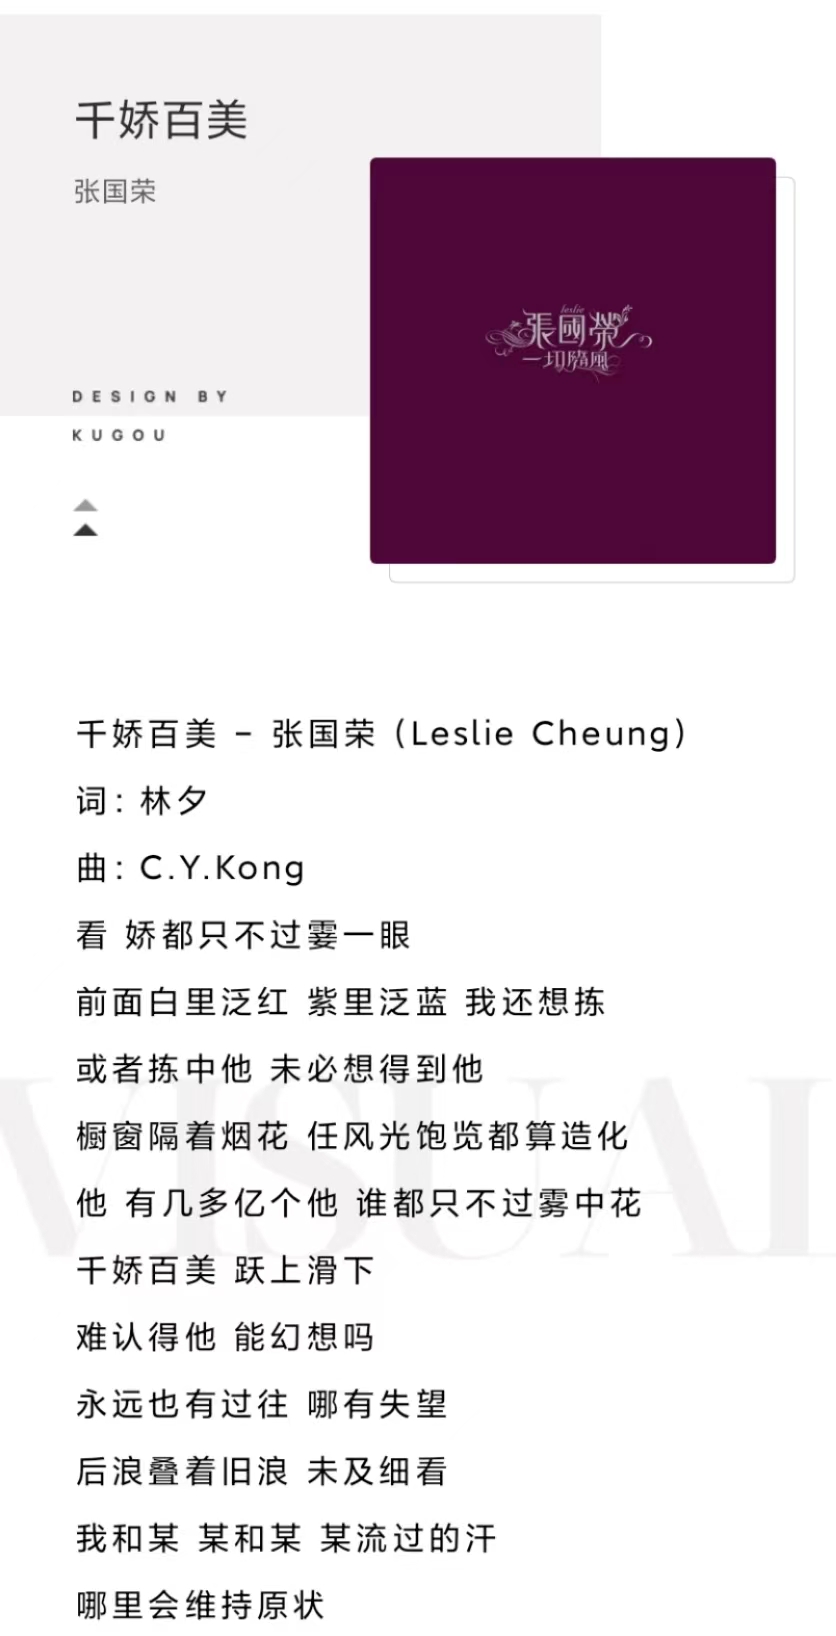 千娇百美
张国荣
leslie
張國榮
一切隨風
DESIGN BY
KUGOU
千娇百美 - 张国荣 (Leslie Cheung)
词: 林夕
曲: C.Y.Kong
看 娇都只不过霎一眼
前面白里泛红 紫里泛蓝 我还想拣
或者拣中他 未必想得到他
橱窗隔着烟花 任风光饱览都算造化
他 有几多亿个他 谁都只不过雾中花
千娇百美 跃上滑下
难认得他 能幻想吗
永远也有过往 哪有失望
后浪叠着旧浪 未及细看
我和某 某和某 某流过的汗
哪里会维持原状
VISUAL